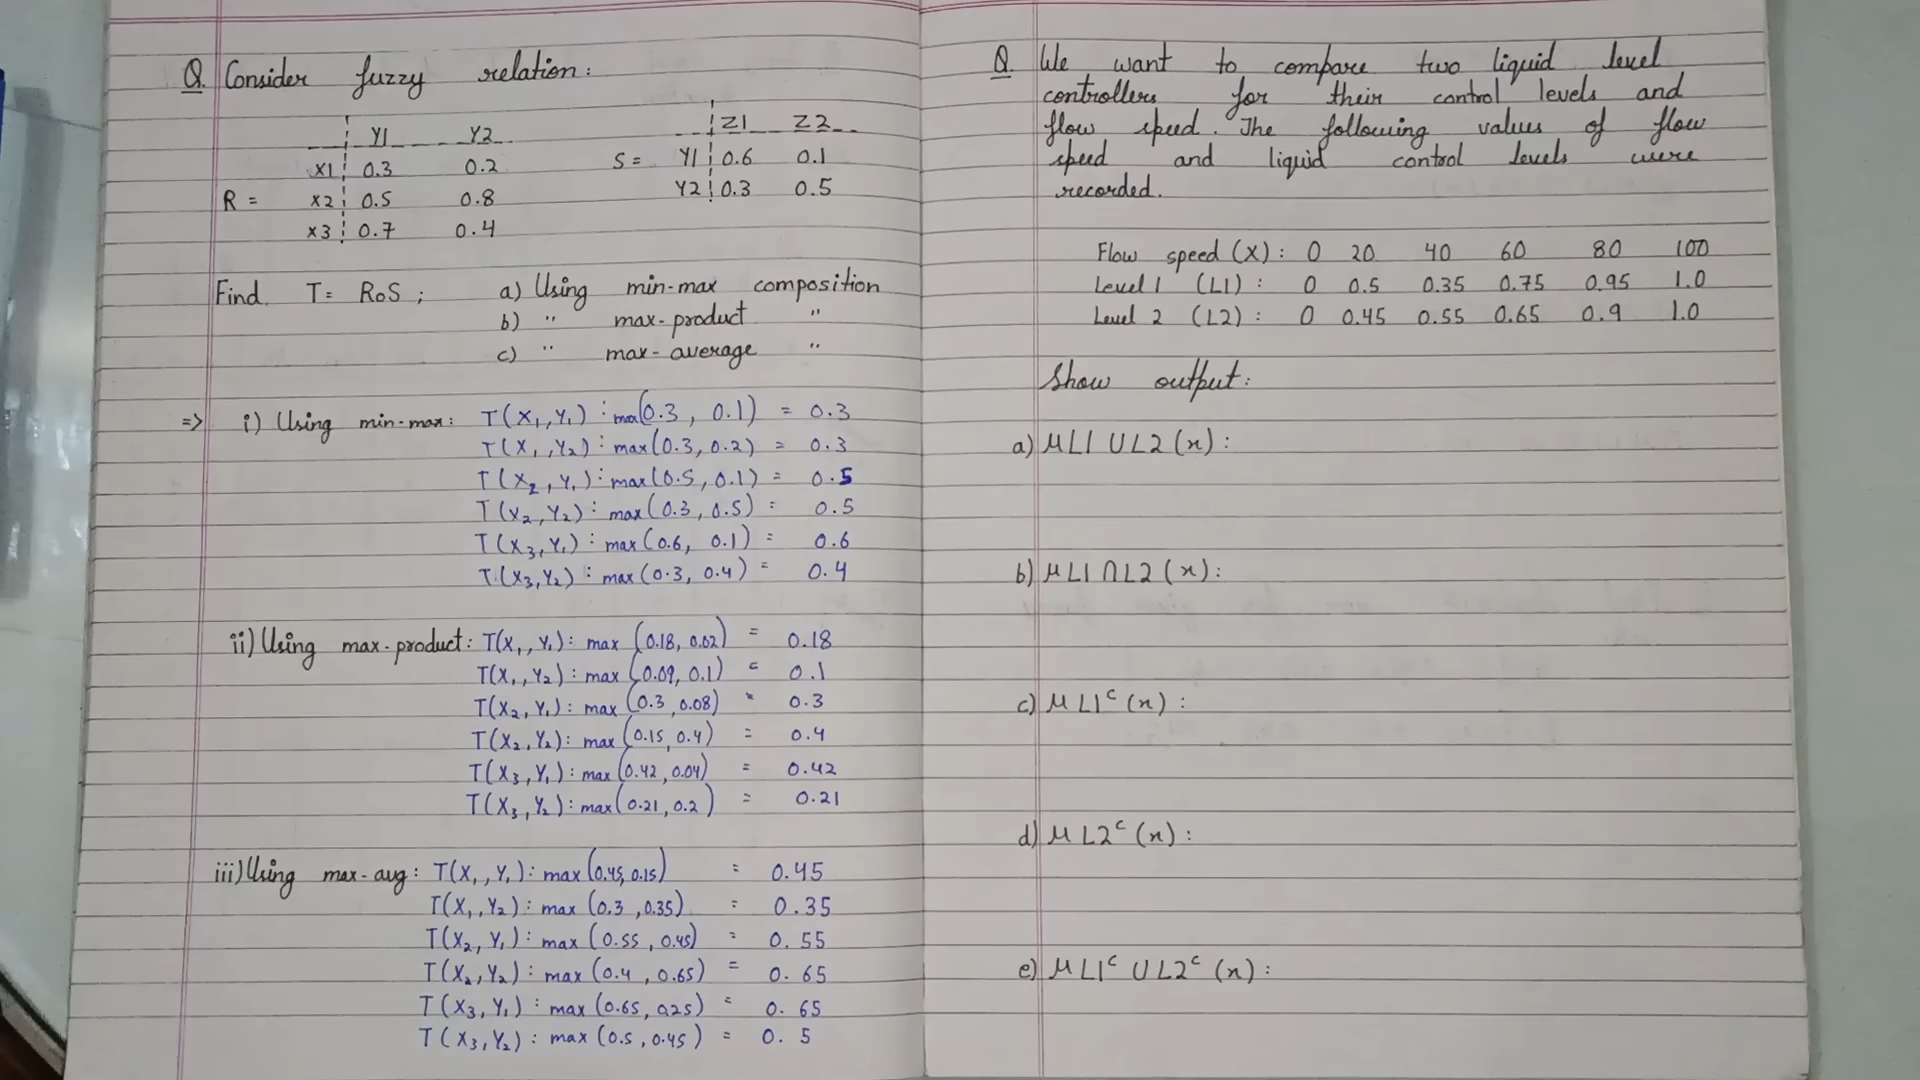 Q. Consider fuzzy relation:
Y1 Y2
X1 0.3 0.2
R = X2 0.5 0.8
X3 0.7 0.4
Z1 Z2
S = Y1 0.6 0.1
Y2 0.3 0.5
Find T = RoS ; a) Using min-max composition
b) " max-product "
c) " max-average "
=> i) Using min-max: T(X1,Y1) : max(0.3, 0.1) = 0.3
T(X1,Y2) : max(0.3, 0.2) = 0.3
T(X2,Y1) : max(0.5, 0.1) = 0.5
T(X2,Y2) : max(0.3, 0.5) = 0.5
T(X3,Y1) : max(0.6, 0.1) = 0.6
T(X3,Y2) : max(0.3, 0.4) = 0.4
ii) Using max-product: T(X1,Y1): max (0.18, 0.02) = 0.18
T(X1,Y2) : max (0.09, 0.1) = 0.1
T(X2,Y1) : max (0.3, 0.08) = 0.3
T(X2,Y2) : max (0.15, 0.4) = 0.4
T(X3,Y1) : max (0.42, 0.04) = 0.42
T(X3,Y2) : max (0.21, 0.2) = 0.21
iii) Using max-avg: T(X1,Y1): max (0.45, 0.15) = 0.45
T(X1,Y2) : max (0.3, 0.35) = 0.35
T(X2,Y1) : max (0.55, 0.45) = 0.55
T(X2,Y2) : max (0.4, 0.65) = 0.65
T(X3,Y1) : max (0.65, 0.25) = 0.65
T(X3,Y2) : max (0.5, 0.45) = 0.5
Q. We want to compare two liquid level
controllers for their control levels and
flow speed. The following values of flow
speed and liquid control levels were
recorded.
Flow speed (X) : 0 20 40 60 80 100
Level 1 (L1) : 0 0.5 0.35 0.75 0.95 1.0
Level 2 (L2) : 0 0.45 0.55 0.65 0.9 1.0
Show output:
a) μ L1 ∪ L2 (x) :
b) μ L1 ∩ L2 (x) :
c) μ L1ᶜ (x) :
d) μ L2ᶜ (x) :
e) μ L1ᶜ ∪ L2ᶜ (x) :